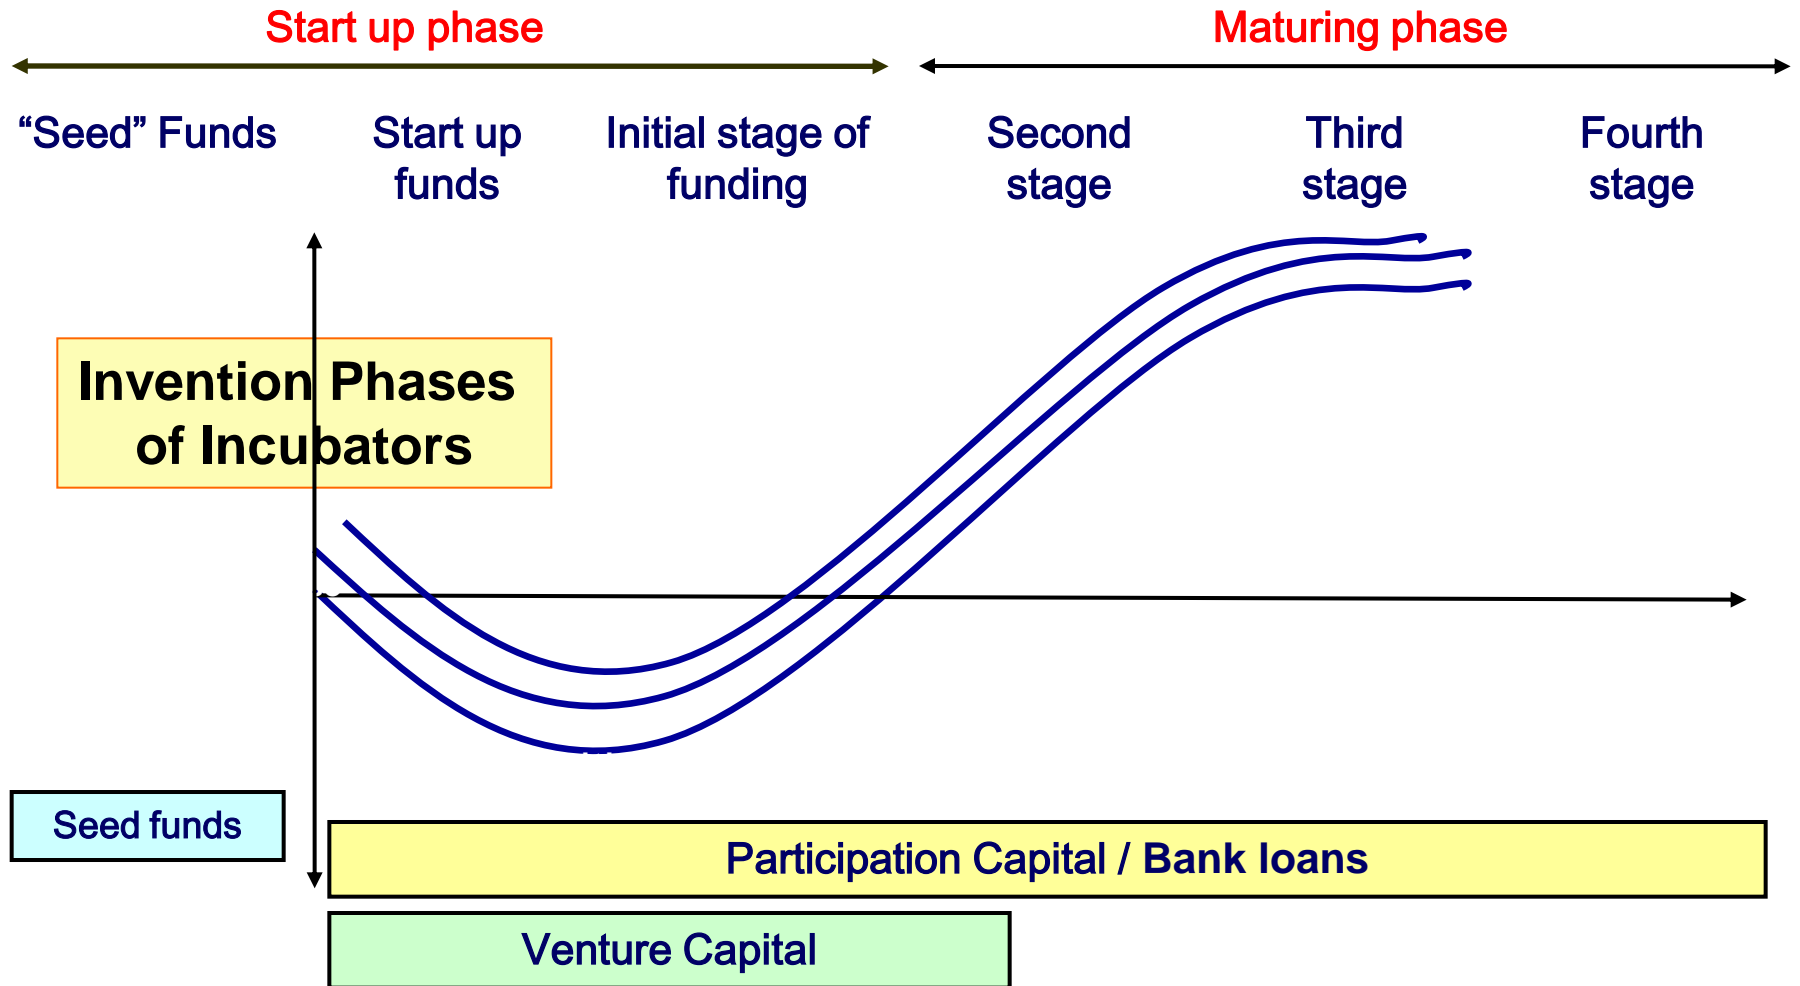 Start up phase
Maturing phase
“Seed” Funds
Start up
funds
Initial stage of
funding
Second
stage
Third
stage
Fourth
stage
Invention Phases
of Incubators
Seed funds
Participation Capital / Bank loans
Venture Capital